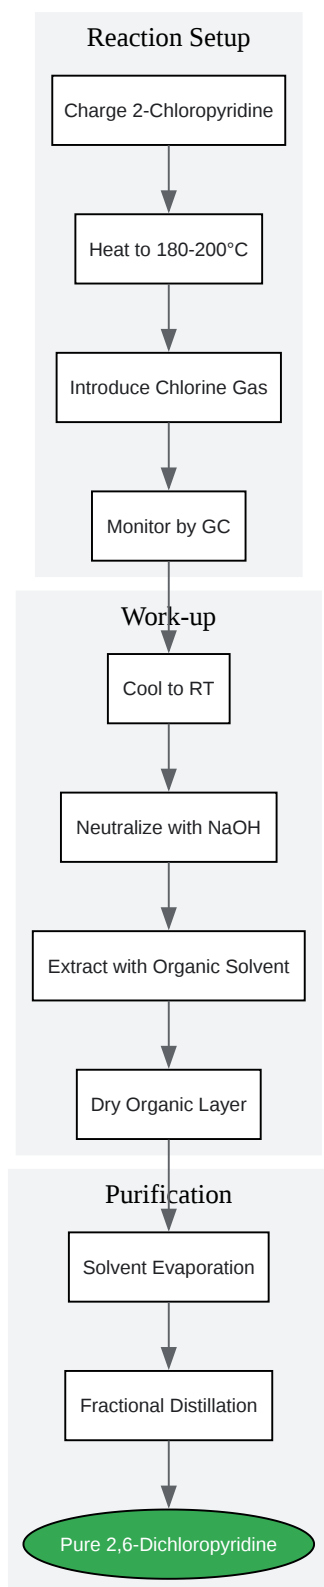 Reaction Setup
Charge 2-Chloropyridine
Heat to 180-200°C
Introduce Chlorine Gas
Monitor by GC
Work-up
Cool to RT
Neutralize with NaOH
Extract with Organic Solvent
Dry Organic Layer
Purification
Solvent Evaporation
Fractional Distillation
Pure 2,6-Dichloropyridine